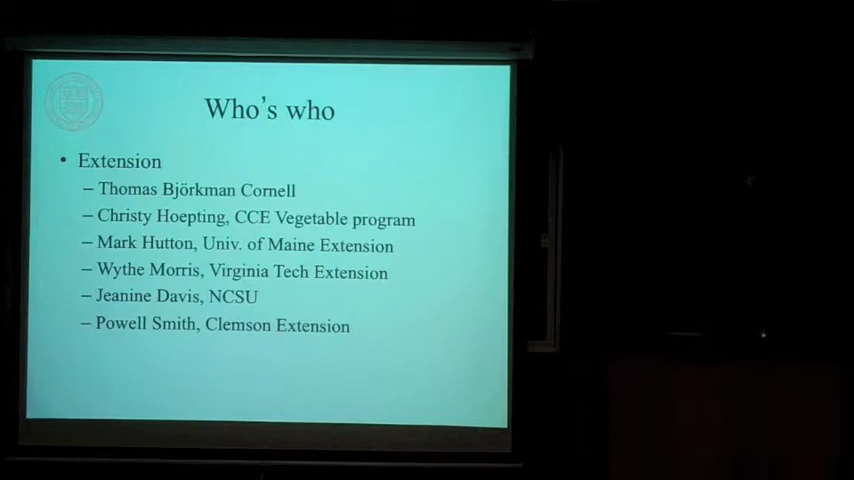 Who's who
• Extension
– Thomas Björkman Cornell
– Christy Hoepting, CCE Vegetable program
– Mark Hutton, Univ. of Maine Extension
– Wythe Morris, Virginia Tech Extension
– Jeanine Davis, NCSU
– Powell Smith, Clemson Extension